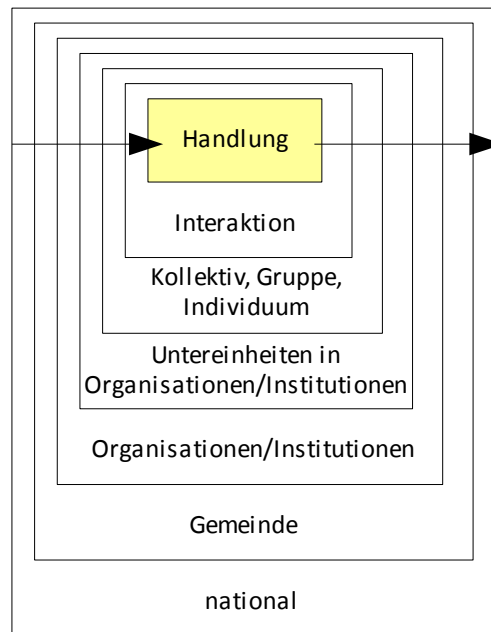 Handlung
Interaktion
Kollektiv, Gruppe,
Individuum
Untereinheiten in
Organisationen/Institutionen
Organisationen/Institutionen
Gemeinde
national